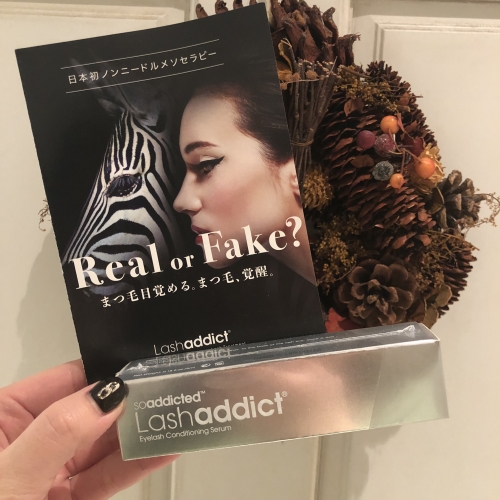 日本初ノンニードルメソセラピー
Real or Fake?
まつ毛目覚める。まつ毛、覚醒。
Lashaddict®
soaddicted™
Lashaddict®
Eyelash Conditioning Serum